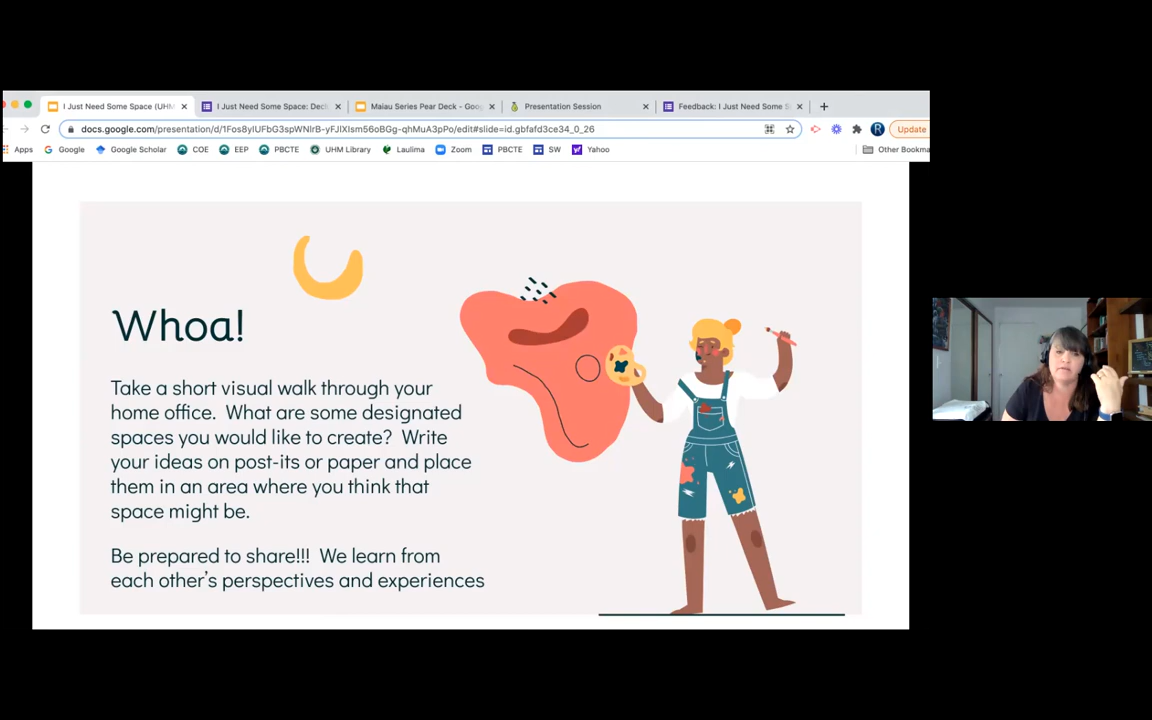 I Just Need Some Space (UHM
I Just Need Some Space: Dec
Maiau Series Pear Deck - Goo
Presentation Session
Feedback: I Just Need Some S
docs.google.com/presentation/d/1Fos8yIUFbG3spWNlrB-yFJlXIsm56oBGg-qhMuA3pPo/edit#slide=id.gbfafd3ce34_0_26
R
Update
Apps
Google
Google Scholar
COE
EEP
PBCTE
UHM Library
Laulima
Zoom
PBCTE
SW
Yahoo
Other Bookma
Whoa!
Take a short visual walk through your
home office. What are some designated
spaces you would like to create? Write
your ideas on post-its or paper and place
them in an area where you think that
space might be.
Be prepared to share!!! We learn from
each other's perspectives and experiences